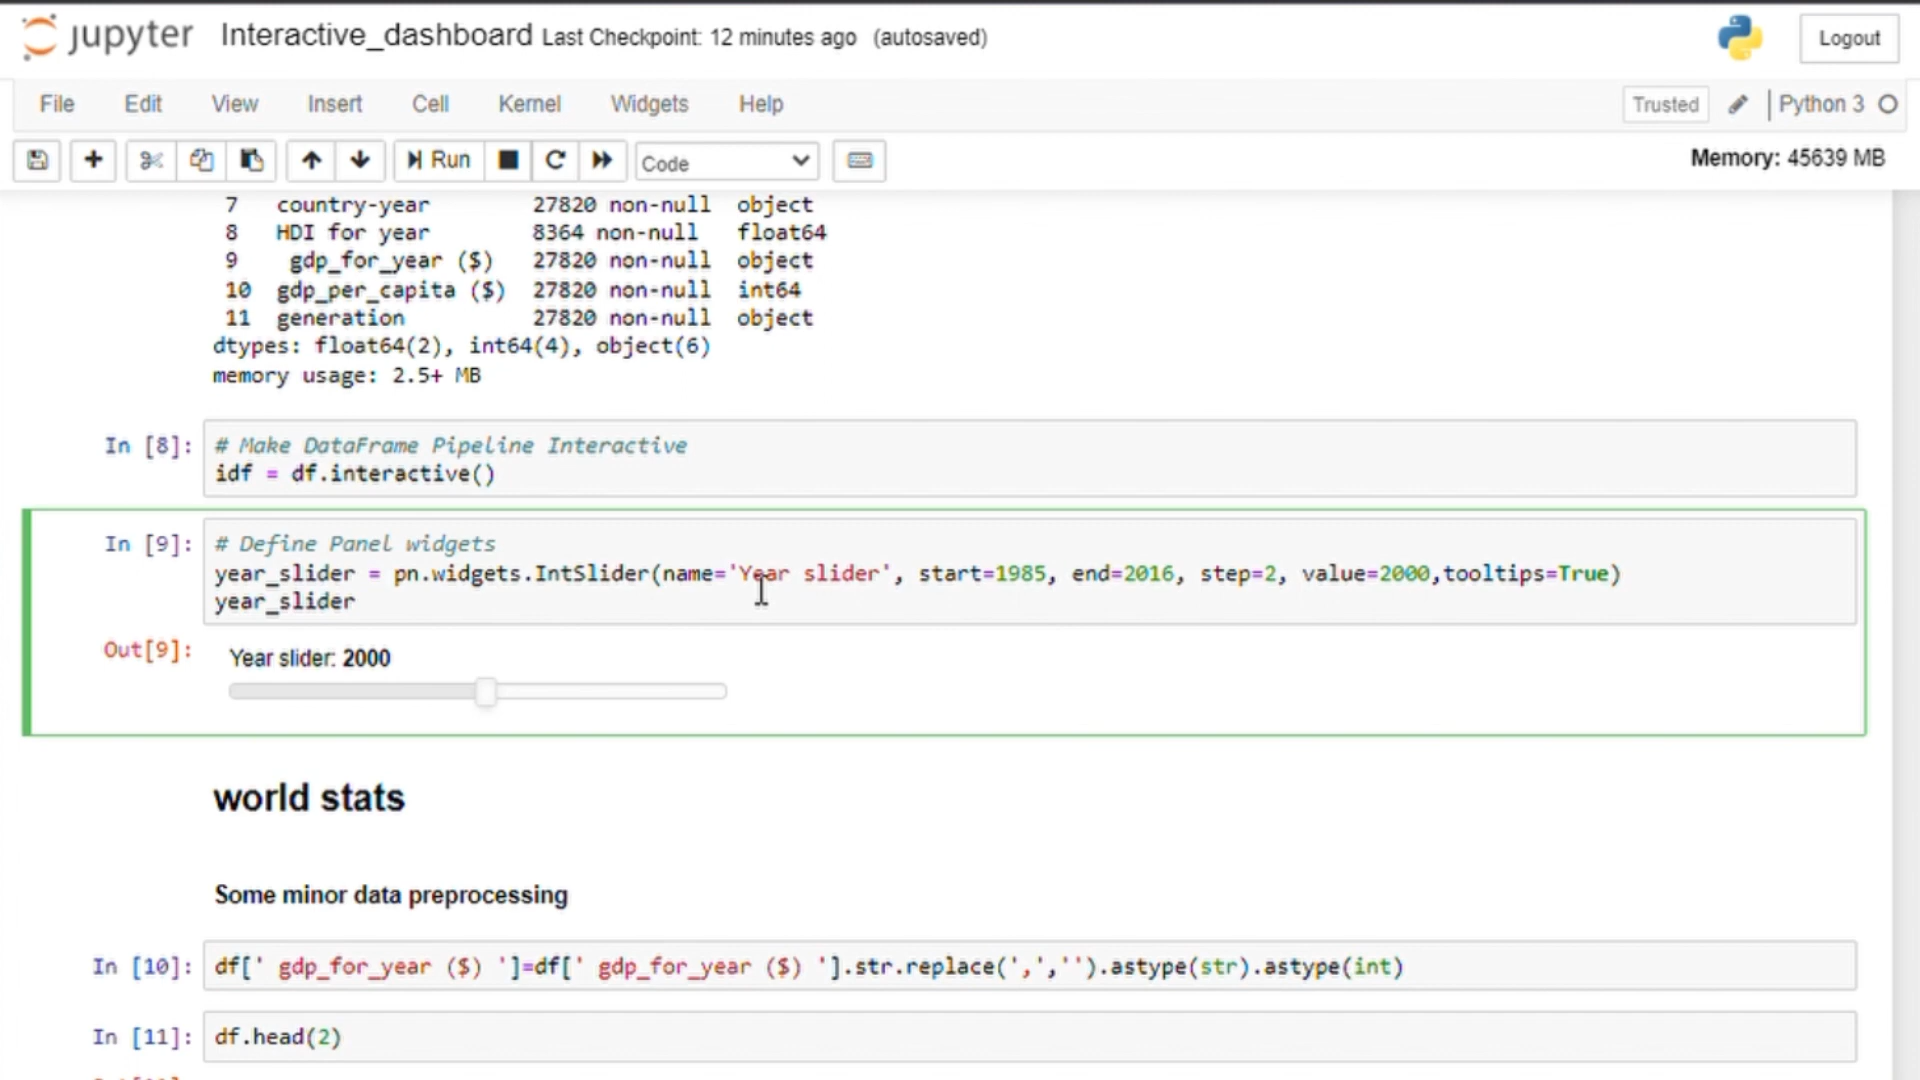 jupyter Interactive_dashboard Last Checkpoint: 12 minutes ago (autosaved) Logout
File Edit View Insert Cell Kernel Widgets Help Trusted Python 3
Run Code Memory: 45639 MB
7 country-year 27820 non-null object
8 HDI for year 8364 non-null float64
9 gdp_for_year ($) 27820 non-null object
10 gdp_per_capita ($) 27820 non-null int64
11 generation 27820 non-null object
dtypes: float64(2), int64(4), object(6)
memory usage: 2.5+ MB
In [8]: # Make DataFrame Pipeline Interactive
idf = df.interactive()
In [9]: # Define Panel widgets
year_slider = pn.widgets.IntSlider(name='Year slider', start=1985, end=2016, step=2, value=2000,tooltips=True)
year_slider
Out[9]: Year slider: 2000
world stats
Some minor data preprocessing
In [10]: df[' gdp_for_year ($) ']=df[' gdp_for_year ($) '].str.replace(',','').astype(str).astype(int)
In [11]: df.head(2)